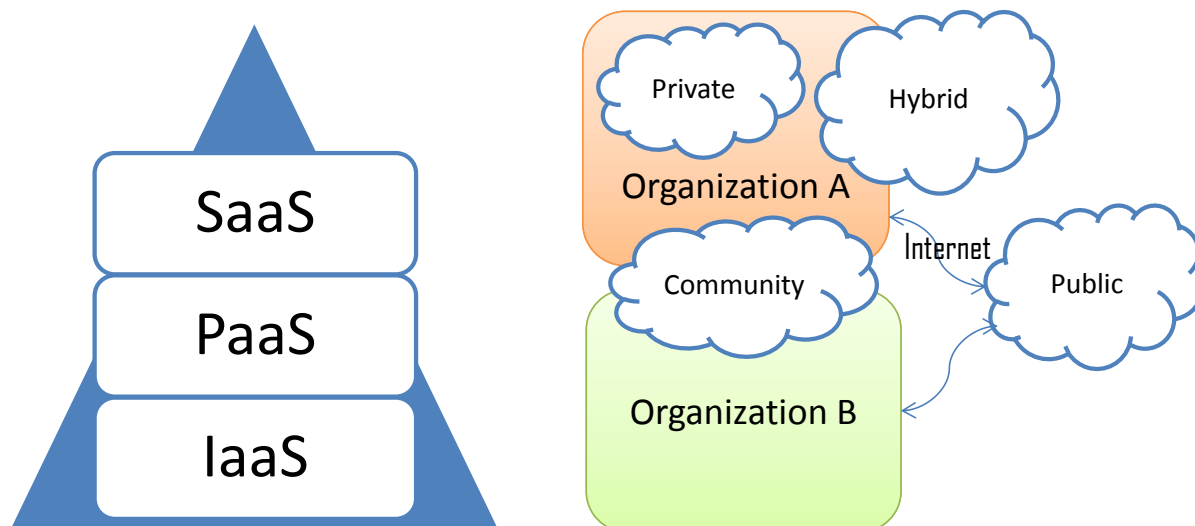 SaaS
PaaS
IaaS
Private
Hybrid
Organization A
Internet
Community
Public
Organization B